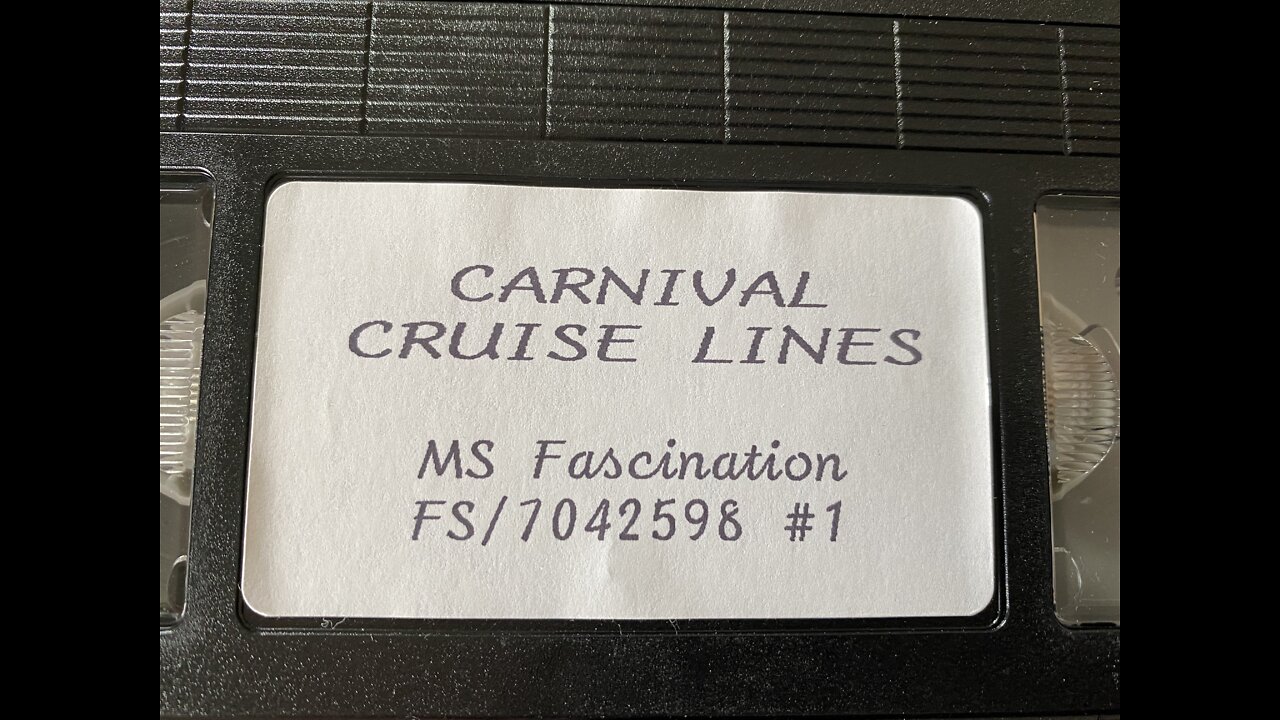 CARNIVAL
CRUISE LINES
MS Fascination
FS/7042598 #1